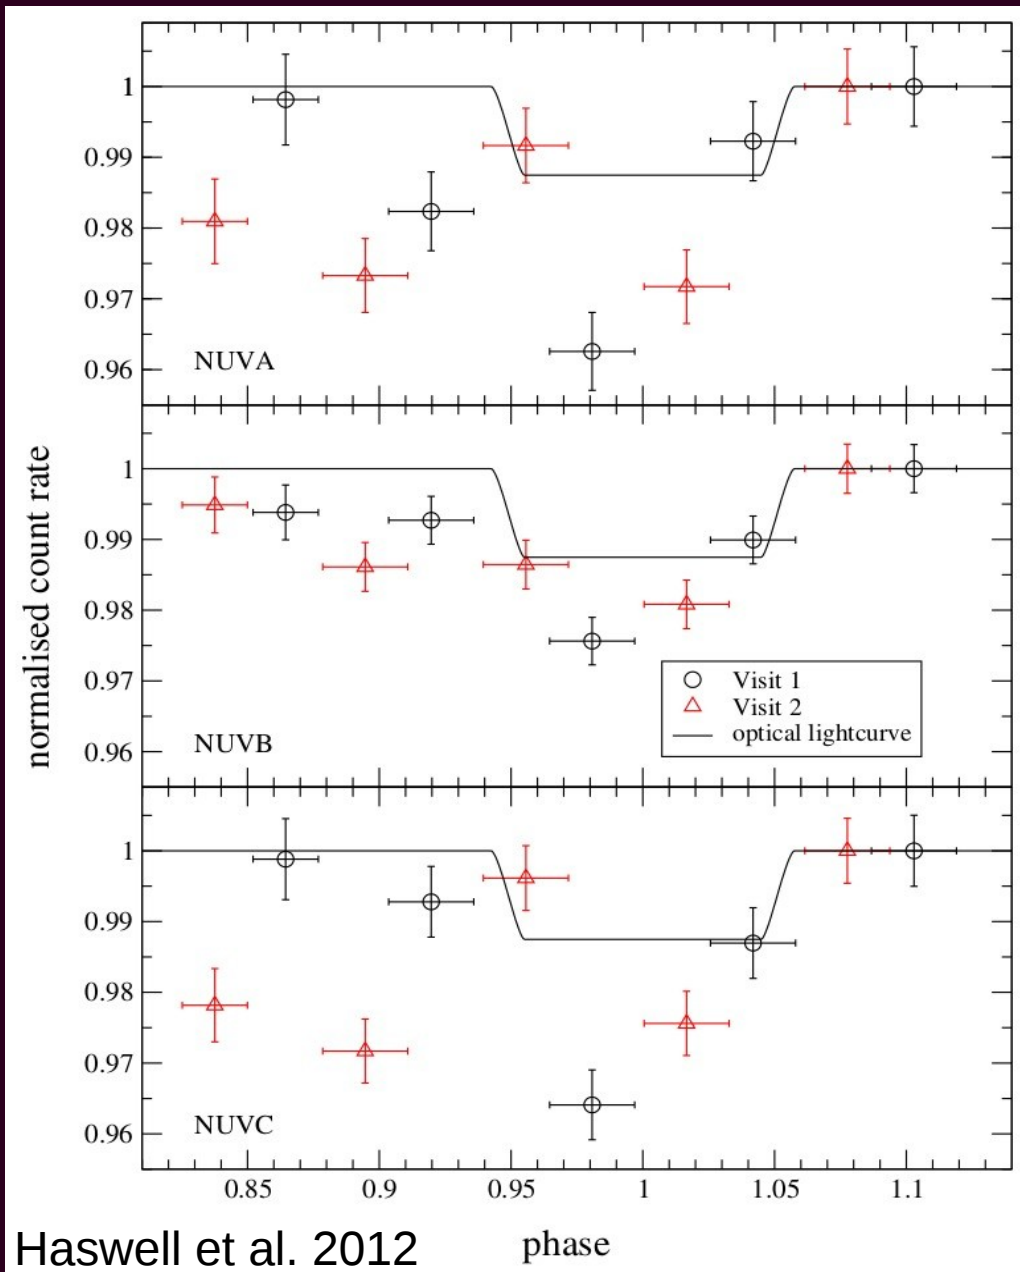 1
0.99
0.98
0.97
0.96
NUVA
1
0.99
0.98
0.97
0.96
NUVB
Visit 1
Visit 2
optical lightcurve
1
0.99
0.98
0.97
0.96
NUVC
normalised count rate
0.85 0.9 0.95 1 1.05 1.1
phase
Haswell et al. 2012